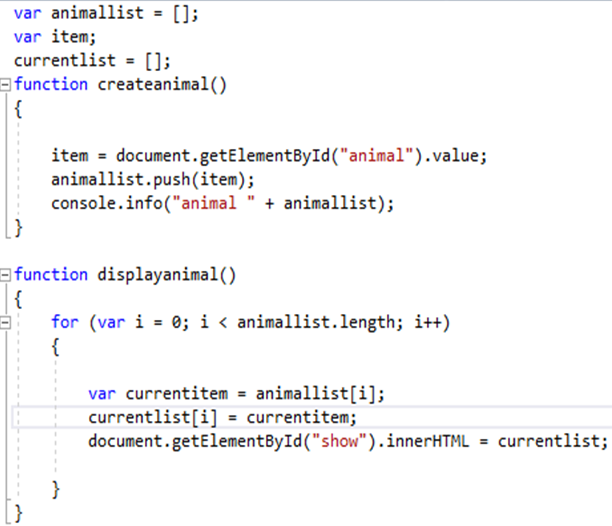 var animallist = [];
var item;
currentlist = [];
function createanimal()
{
item = document.getElementById("animal").value;
animallist.push(item);
console.info("animal " + animallist);
}
function displayanimal()
{
for (var i = 0; i < animallist.length; i++)
{
var currentitem = animallist[i];
currentlist[i] = currentitem;
document.getElementById("show").innerHTML = currentlist;
}
}